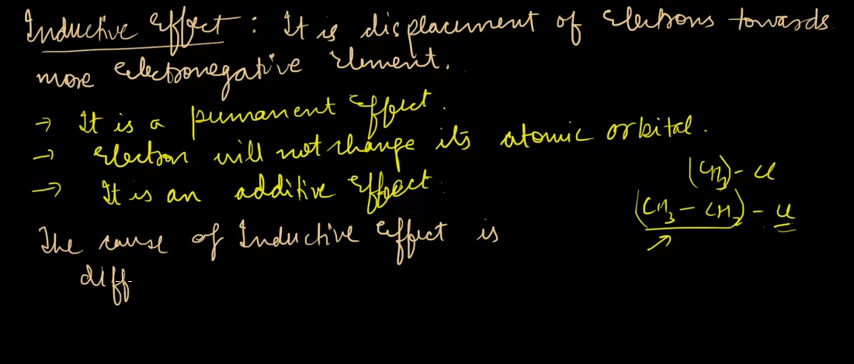 Inductive Effect : It is displacement of Electrons towards
more Electronegative Element.
→ It is a permanent Effect.
→ Electron will not change its atomic orbital.
→ It is an additive Effect.
(CH₃) - Cl
(CH₃ - CH₂) - Cl
The cause of Inductive Effect is
diff